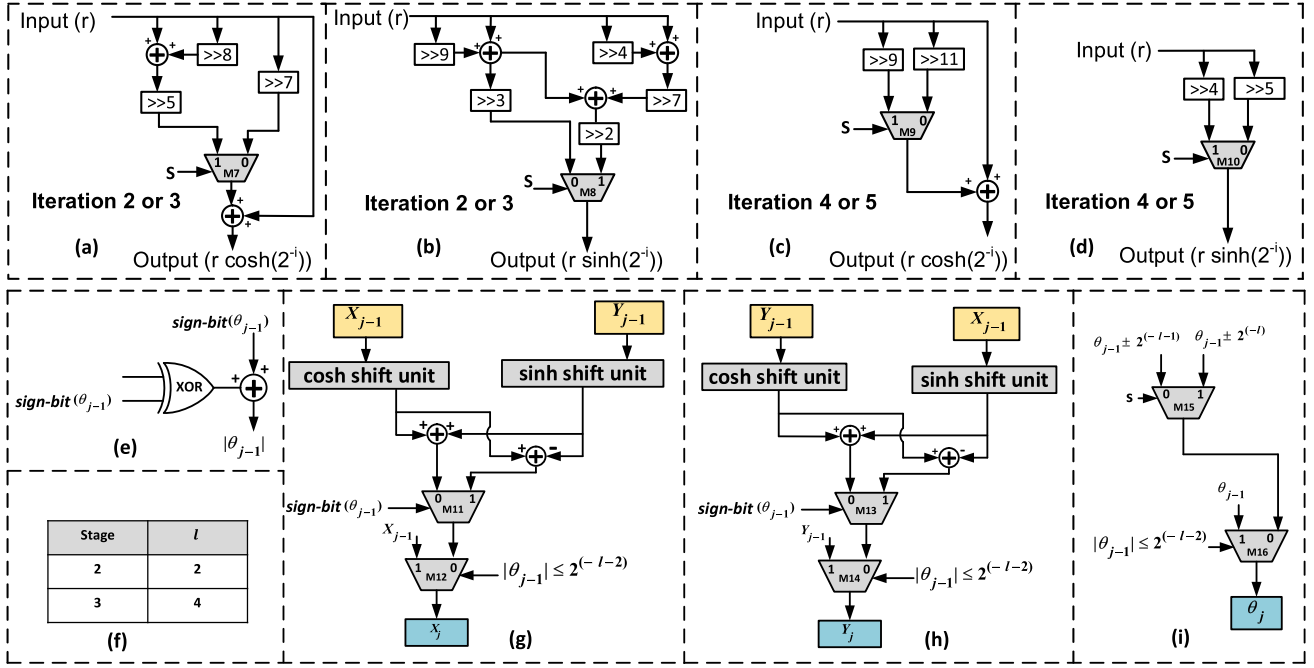 Input (r)
>>8
>>5
>>7
1 0
M7
S
Iteration 2 or 3
(a)
Output (r cosh(2^-i))
Input (r)
>>9
>>4
>>3
>>7
>>2
0 1
M8
S
Iteration 2 or 3
(b)
Output (r sinh(2^-i))
Input (r)
>>9
>>11
1 0
M9
S
Iteration 4 or 5
(c)
Output (r cosh(2^-i))
Input (r)
>>4
>>5
1 0
M10
S
Iteration 4 or 5
(d)
Output (r sinh(2^-i))
sign-bit(θ_{j-1})
XOR
sign-bit(θ_{j-1})
|θ_{j-1}|
(e)
Stage l
2 2
3 4
(f)
X_{j-1}
Y_{j-1}
cosh shift unit
sinh shift unit
0 1
M11
sign-bit(θ_{j-1})
X_{j-1}
1 0
M12
|θ_{j-1}| ≤ 2^(-l-2)
X_j
(g)
Y_{j-1}
X_{j-1}
cosh shift unit
sinh shift unit
0 1
M13
sign-bit(θ_{j-1})
Y_{j-1}
1 0
M14
|θ_{j-1}| ≤ 2^(-l-2)
Y_j
(h)
θ_{j-1} ± 2^(-l-1)
θ_{j-1} ± 2^(-l)
0 1
M15
s
θ_{j-1}
1 0
M16
|θ_{j-1}| ≤ 2^(-l-2)
θ_j
(i)